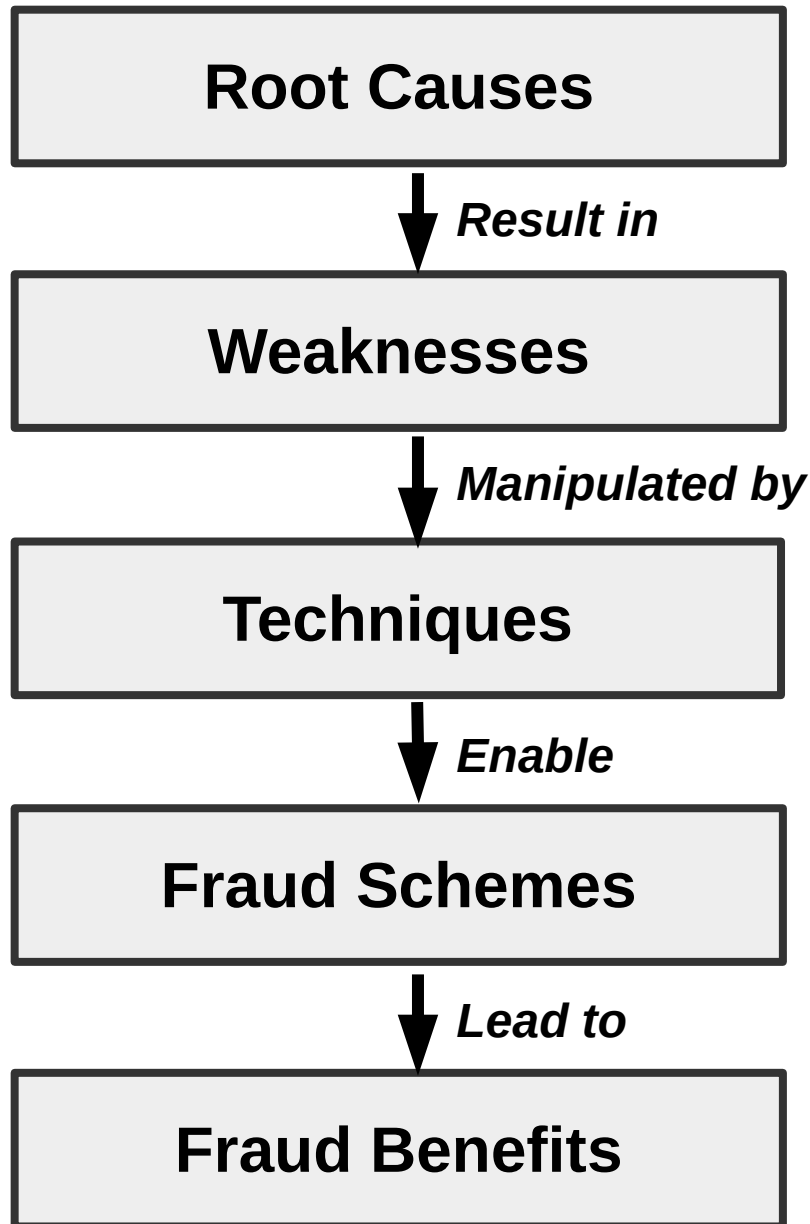 Root Causes
Result in
Weaknesses
Manipulated by
Techniques
Enable
Fraud Schemes
Lead to
Fraud Benefits